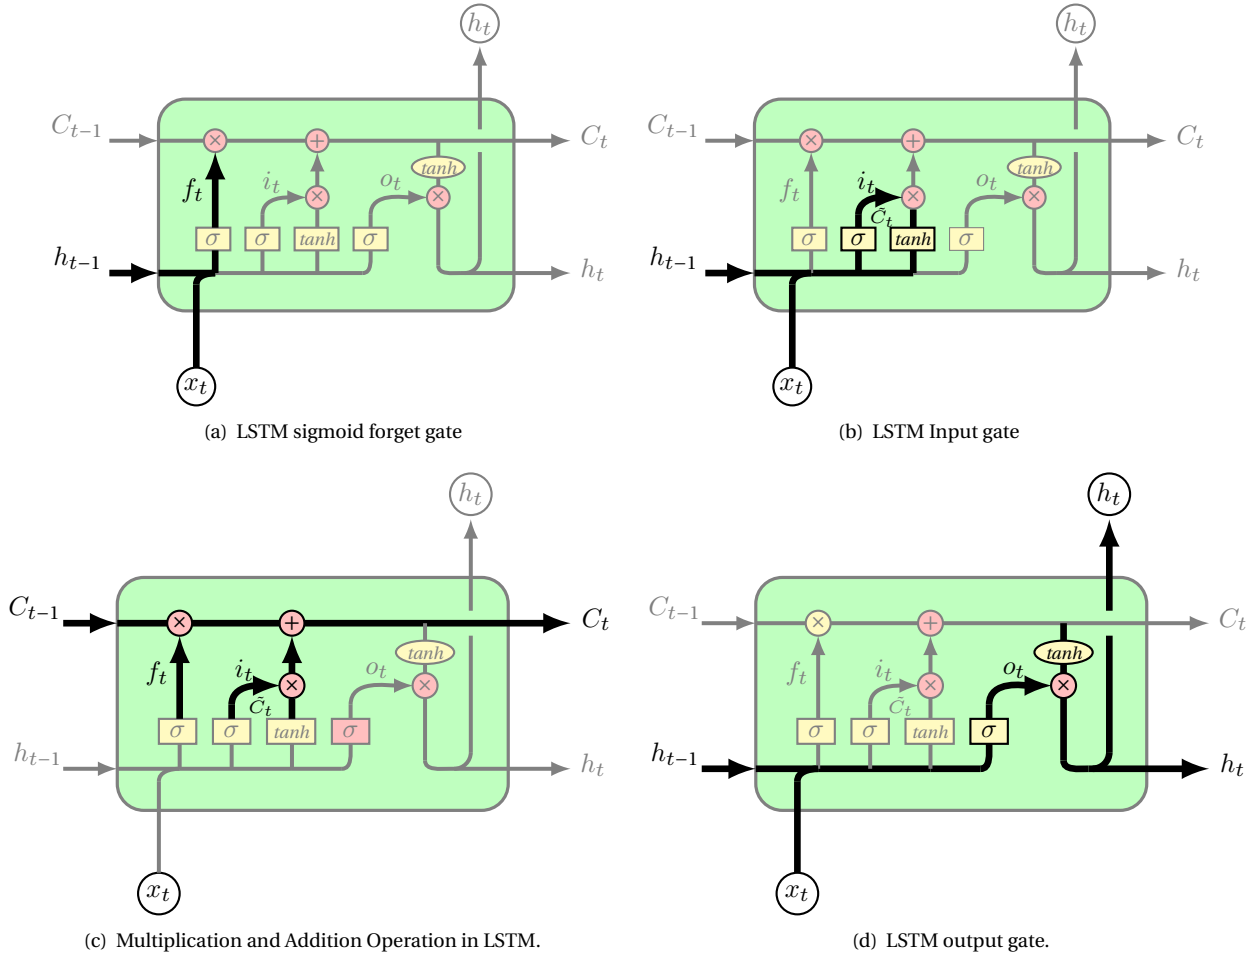 h_t
C_{t−1} × + C_t
tanh
f_t i_t × o_t ×
σ σ tanh σ
h_{t−1} h_t
x_t
(a) LSTM sigmoid forget gate
h_t
C_{t−1} × + C_t
tanh
f_t i_t × o_t ×
C̃_t
σ σ tanh σ
h_{t−1} h_t
x_t
(b) LSTM Input gate
h_t
C_{t−1} × + C_t
tanh
f_t i_t × o_t ×
C̃_t
σ σ tanh σ
h_{t−1} h_t
x_t
(c) Multiplication and Addition Operation in LSTM.
h_t
C_{t−1} × + C_t
tanh
f_t i_t × o_t ×
C̃_t
σ σ tanh σ
h_{t−1} h_t
x_t
(d) LSTM output gate.